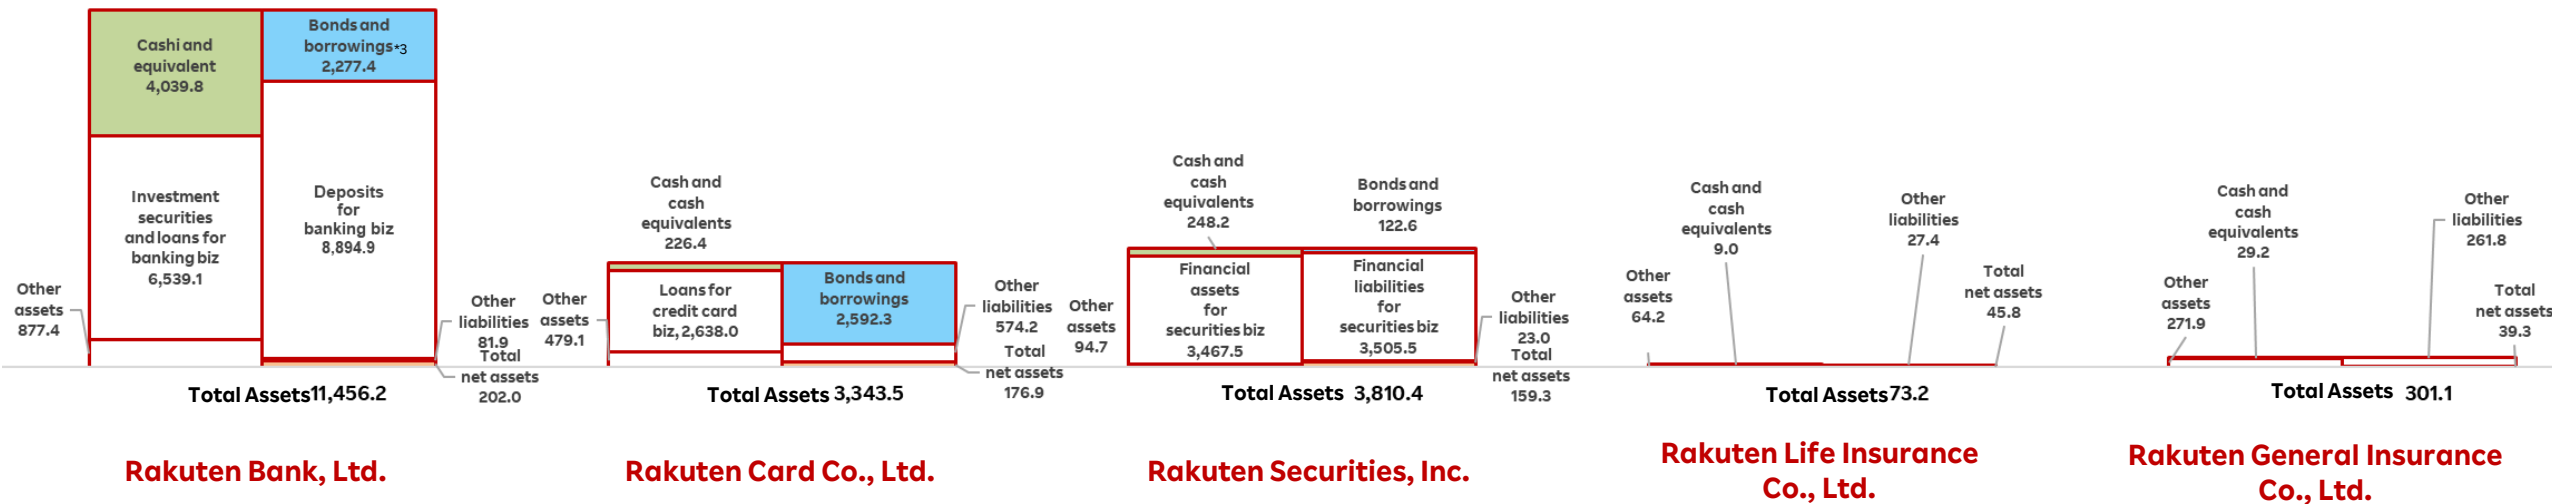 Cashi and
equivalent
4,039.8
Bonds and
borrowings*3
2,277.4
Investment
securities
and loans for
banking biz
6,539.1
Deposits
for
banking biz
8,894.9
Other
assets
877.4
Other
liabilities
81.9
Total
net assets
202.0
Total Assets11,456.2
Rakuten Bank, Ltd.
Cash and
cash
equivalents
226.4
Other
assets
479.1
Loans for
credit card
biz, 2,638.0
Bonds and
borrowings
2,592.3
Other
liabilities
574.2
Total
net assets
176.9
Total Assets 3,343.5
Rakuten Card Co., Ltd.
Cash and
cash
equivalents
248.2
Bonds and
borrowings
122.6
Other
assets
94.7
Financial
assets
for
securities biz
3,467.5
Financial
liabilities
for
securities biz
3,505.5
Other
liabilities
23.0
Total
net assets
159.3
Total Assets 3,810.4
Rakuten Securities, Inc.
Cash and
cash
equivalents
9.0
Other
liabilities
27.4
Other
assets
64.2
Total
net assets
45.8
Total Assets73.2
Rakuten Life Insurance
Co., Ltd.
Cash and
cash
equivalents
29.2
Other
liabilities
261.8
Other
assets
271.9
Total
net assets
39.3
Total Assets 301.1
Rakuten General Insurance
Co., Ltd.